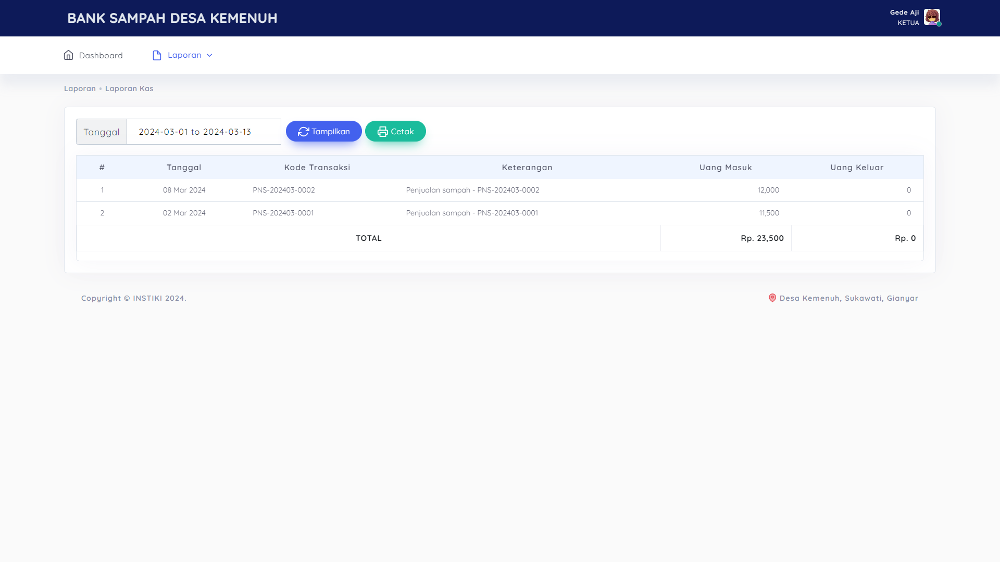 BANK SAMPAH DESA KEMENUH
Gede Aji
KETUA
Dashboard
Laporan
Laporan • Laporan Kas
Tanggal 2024-03-01 to 2024-03-13 Tampilkan Cetak
# Tanggal Kode Transaksi Keterangan Uang Masuk Uang Keluar
1 08 Mar 2024 PNS-202403-0002 Penjualan sampah - PNS-202403-0002 12,000 0
2 02 Mar 2024 PNS-202403-0001 Penjualan sampah - PNS-202403-0001 11,500 0
TOTAL Rp. 23,500 Rp. 0
Copyright © INSTIKI 2024.
Desa Kemenuh, Sukawati, Gianyar